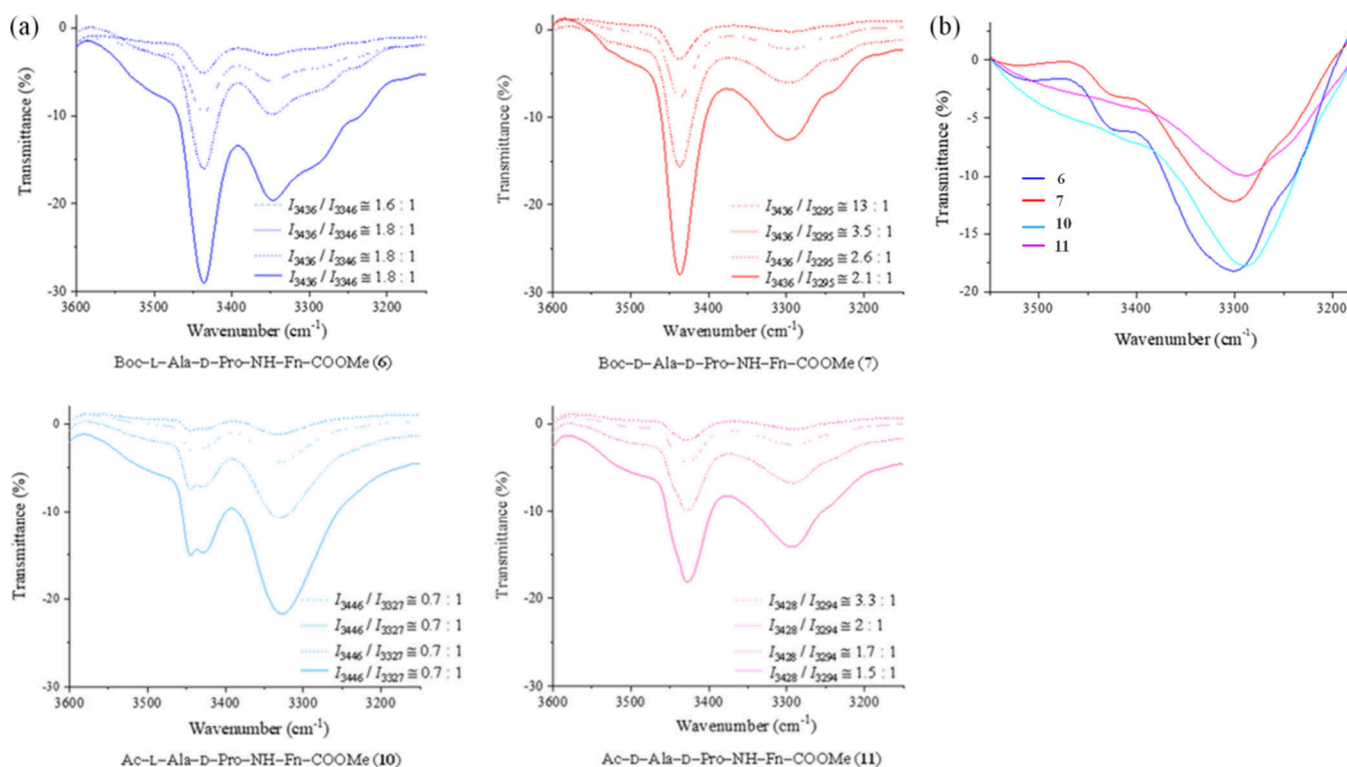 (a)
0
-10
-20
-30
Transmittance (%)
I3436 / I3346 ≅ 1.6 : 1
I3436 / I3346 ≅ 1.8 : 1
I3436 / I3346 ≅ 1.8 : 1
I3436 / I3346 ≅ 1.8 : 1
3600 3500 3400 3300 3200
Wavenumber (cm-1)
Boc-L-Ala-D-Pro-NH-Fn-COOMe (6)
0
-10
-20
-30
Transmittance (%)
I3436 / I3295 ≅ 13 : 1
I3436 / I3295 ≅ 3.5 : 1
I3436 / I3295 ≅ 2.6 : 1
I3436 / I3295 ≅ 2.1 : 1
3600 3500 3400 3300 3200
Wavenumber (cm-1)
Boc-D-Ala-D-Pro-NH-Fn-COOMe (7)
(b)
0
-5
-10
-15
-20
Transmittance (%)
6
7
10
11
3500 3400 3300 3200
Wavenumber (cm-1)
0
-10
-20
-30
Transmittance (%)
I3446 / I3327 ≅ 0.7 : 1
I3446 / I3327 ≅ 0.7 : 1
I3446 / I3327 ≅ 0.7 : 1
I3446 / I3327 ≅ 0.7 : 1
3600 3500 3400 3300 3200
Wavenumber (cm-1)
Ac-L-Ala-D-Pro-NH-Fn-COOMe (10)
0
-10
-20
-30
Transmittance (%)
I3428 / I3294 ≅ 3.3 : 1
I3428 / I3294 ≅ 2 : 1
I3428 / I3294 ≅ 1.7 : 1
I3428 / I3294 ≅ 1.5 : 1
3600 3500 3400 3300 3200
Wavenumber (cm-1)
Ac-D-Ala-D-Pro-NH-Fn-COOMe (11)